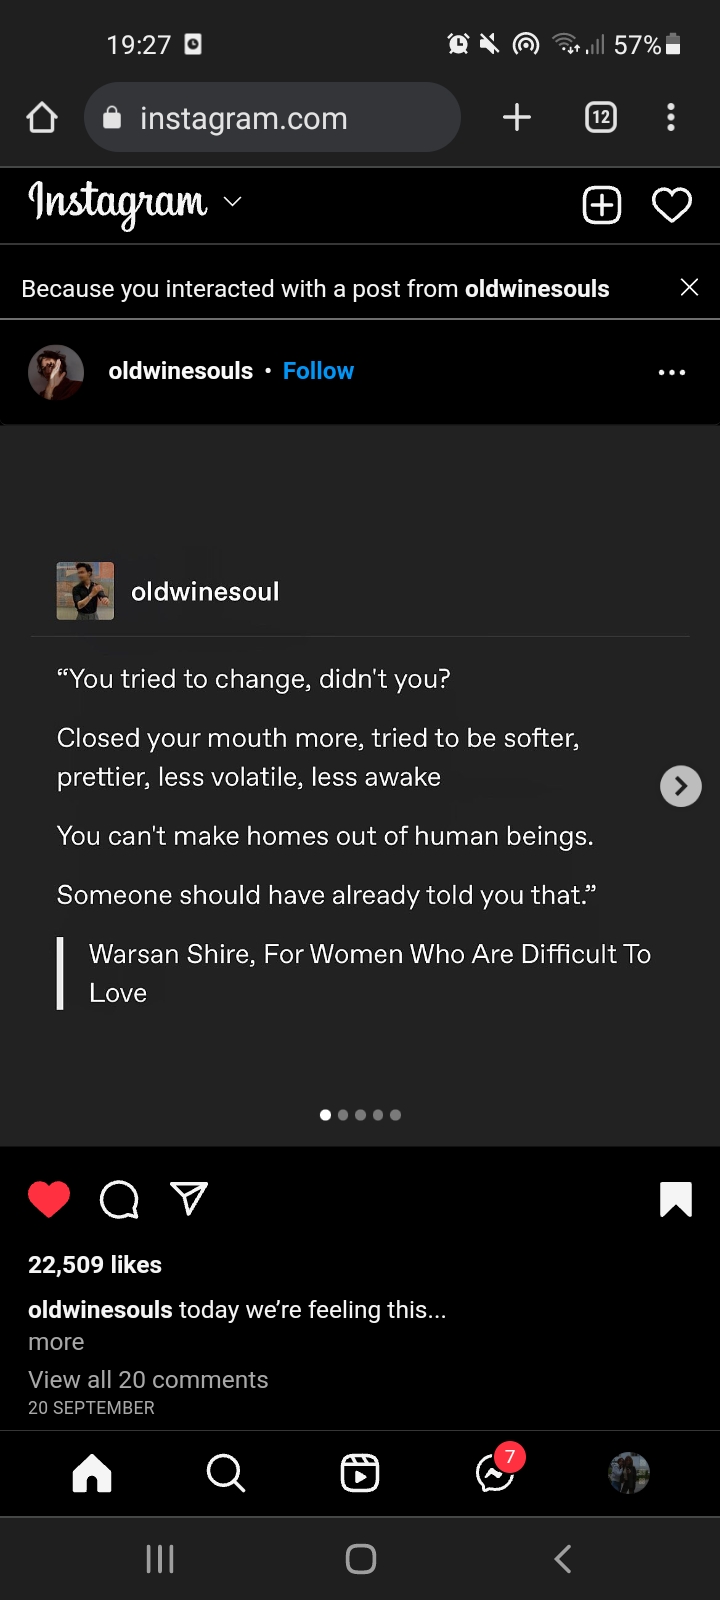 19:27
57%
instagram.com
12
Instagram
Because you interacted with a post from oldwinesouls
oldwinesouls • Follow
oldwinesoul
“You tried to change, didn't you?
Closed your mouth more, tried to be softer,
prettier, less volatile, less awake
You can't make homes out of human beings.
Someone should have already told you that.”
Warsan Shire, For Women Who Are Difficult To
Love
22,509 likes
oldwinesouls today we’re feeling this...
more
View all 20 comments
20 SEPTEMBER
7